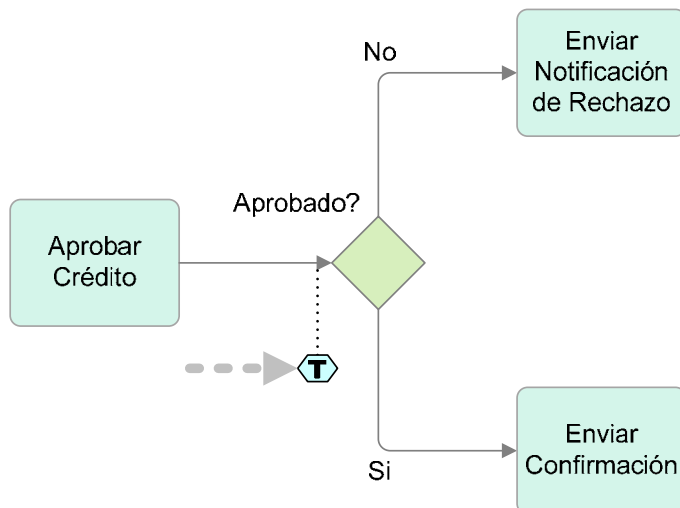 No
Enviar
Notificación
de Rechazo
Aprobado?
Aprobar
Crédito
T
Si
Enviar
Confirmación